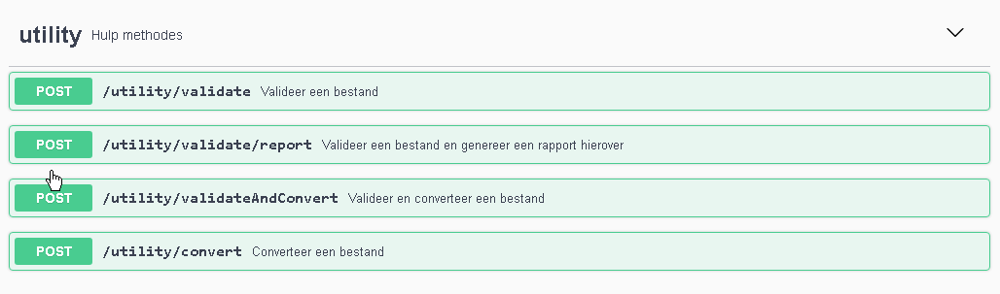 utility Hulp methodes
POST /utility/validate Valideer een bestand
POST /utility/validate/report Valideer een bestand en genereer een rapport hierover
POST /utility/validateAndConvert Valideer en converteer een bestand
POST /utility/convert Converteer een bestand